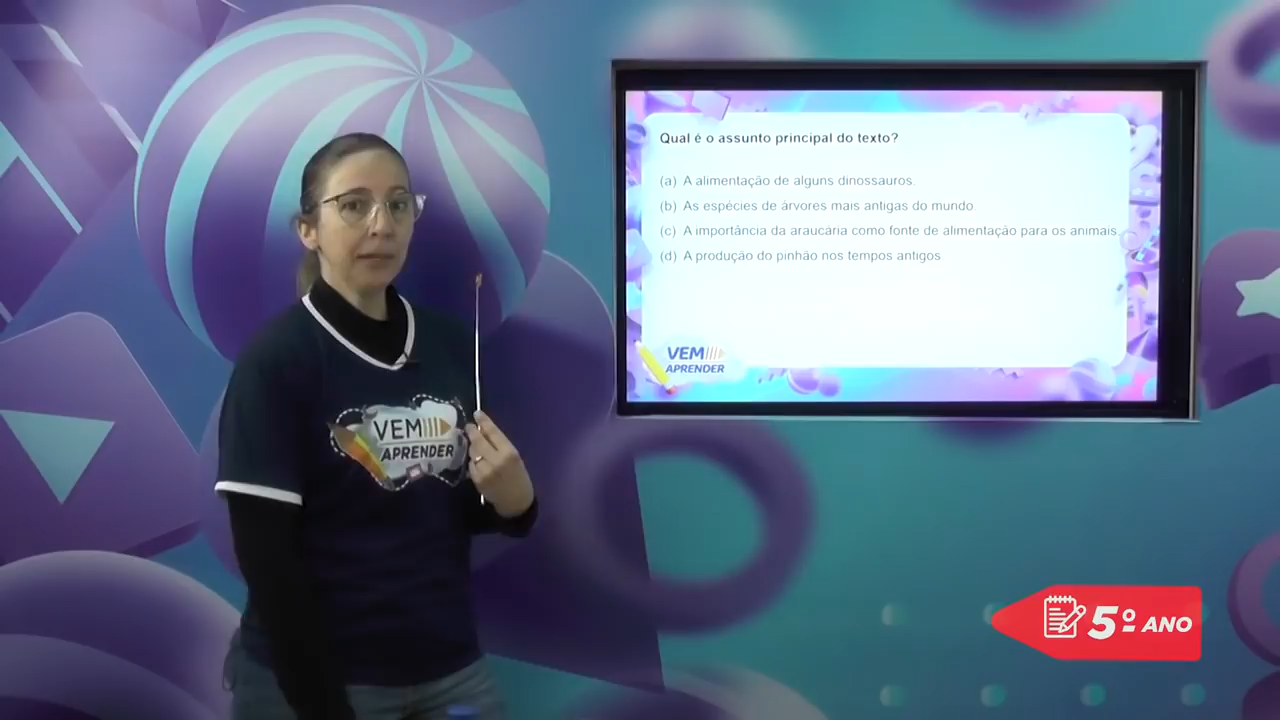 Qual é o assunto principal do texto?
(a) A alimentação de alguns dinossauros.
(b) As espécies de árvores mais antigas do mundo.
(c) A importância da araucária como fonte de alimentação para os animais.
(d) A produção do pinhão nos tempos antigos
VEM
APRENDER
VEM
APRENDER
5º ANO